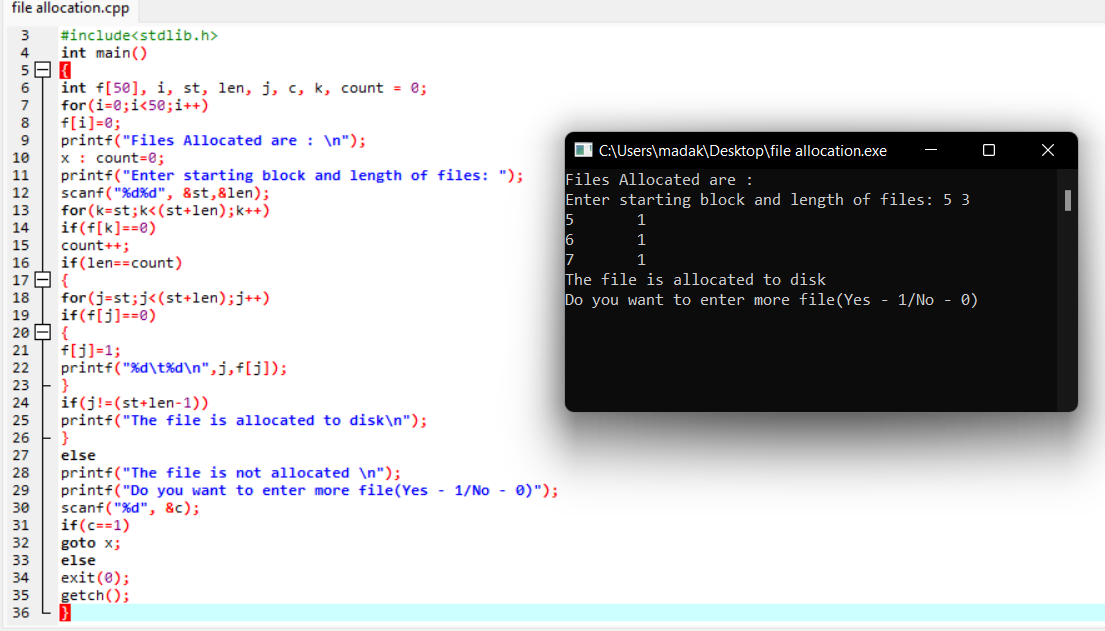 file allocation.cpp
3 #include<stdlib.h>
4 int main()
5 {
6 int f[50], i, st, len, j, c, k, count = 0;
7 for(i=0;i<50;i++)
8 f[i]=0;
9 printf("Files Allocated are : \n");
10 x : count=0;
11 printf("Enter starting block and length of files: ");
12 scanf("%d%d", &st,&len);
13 for(k=st;k<(st+len);k++)
14 if(f[k]==0)
15 count++;
16 if(len==count)
17 {
18 for(j=st;j<(st+len);j++)
19 if(f[j]==0)
20 {
21 f[j]=1;
22 printf("%d\t%d\n",j,f[j]);
23 }
24 if(j!=(st+len-1))
25 printf("The file is allocated to disk\n");
26 }
27 else
28 printf("The file is not allocated \n");
29 printf("Do you want to enter more file(Yes - 1/No - 0)");
30 scanf("%d", &c);
31 if(c==1)
32 goto x;
33 else
34 exit(0);
35 getch();
36 }
C:\Users\madak\Desktop\file allocation.exe
Files Allocated are :
Enter starting block and length of files: 5 3
5 1
6 1
7 1
The file is allocated to disk
Do you want to enter more file(Yes - 1/No - 0)